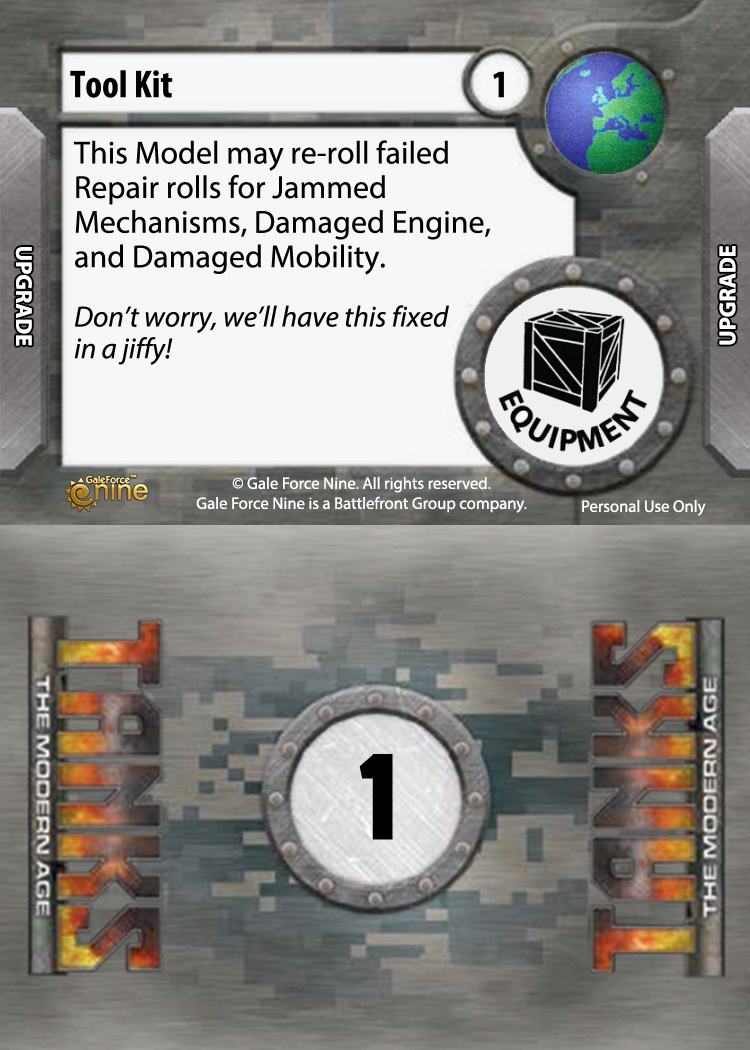 Tool Kit
1
This Model may re-roll failed
Repair rolls for Jammed
Mechanisms, Damaged Engine,
and Damaged Mobility.
Don't worry, we'll have this fixed
in a jiffy!
UPGRADE
UPGRADE
EQUIPMENT
GaleForce™
nine
© Gale Force Nine. All rights reserved.
Gale Force Nine is a Battlefront Group company.
Personal Use Only
TANKS
THE MODERN AGE
1
TANKS
THE MODERN AGE